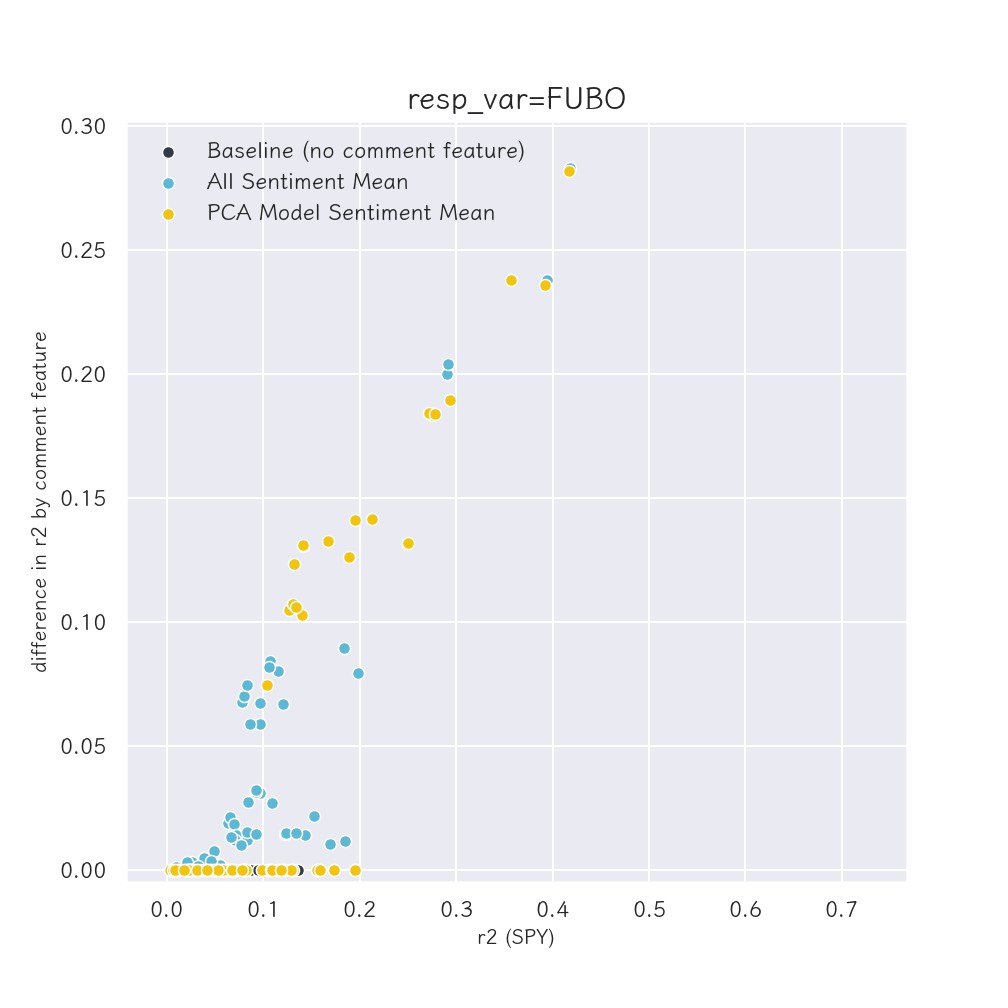 resp_var=FUBO
0.30
0.25
0.20
0.15
0.10
0.05
0.00
Baseline (no comment feature)
All Sentiment Mean
PCA Model Sentiment Mean
difference in r2 by comment feature
0.0 0.1 0.2 0.3 0.4 0.5 0.6 0.7
r2 (SPY)